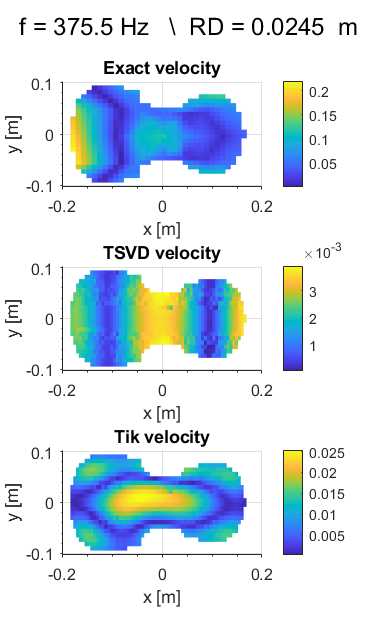 f = 375.5 Hz \ RD = 0.0245 m
Exact velocity
0.1
0
-0.1
y [m]
-0.2 0 0.2
x [m]
0.2
0.15
0.1
0.05
TSVD velocity
0.1
0
-0.1
y [m]
-0.2 0 0.2
x [m]
×10⁻³
3
2
1
Tik velocity
0.1
0
-0.1
y [m]
-0.2 0 0.2
x [m]
0.025
0.02
0.015
0.01
0.005